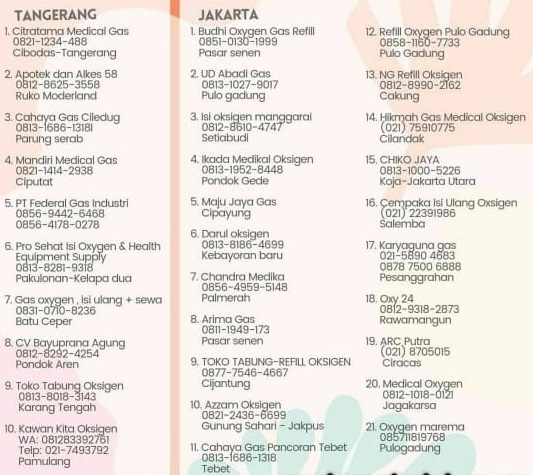 TANGERANG
1. Citratama Medical Gas
0821-1234-488
Cibodas-Tangerang
2. Apotek dan Alkes 58
0812-8625-3558
Ruko Moderland
3. Cahaya Gas Ciledug
0813-1686-13181
Parung serab
4. Mandiri Medical Gas
0821-1414-2938
Ciputat
5. PT Federal Gas Industri
0856-9442-6468
0856-4178-0278
6. Pro Sehat Isi Oxygen & Health
Equipment Supply
0813-8281-9318
Pakulonan-Kelapa dua
7. Gas oxygen , isi ulang + sewa
0831-0710-8236
Batu Ceper
8. CV Bayuprana Agung
0812-8292-4254
Pondok Aren
9. Toko Tabung Oksigen
0813-8018-3143
Karang Tengah
10. Kawan Kita Oksigen
WA: 081283392761
Telp: 021-7493792
Pamulang
JAKARTA
1. Budhi Oxygen Gas Refill
0851-0130-1999
Pasar senen
2. UD Abadi Gas
0813-1027-9017
Pulo gadung
3. Isi oksigen manggarai
0812-8610-4747
Setiabudi
4. Ikada Medikal Oksigen
0813-1952-8448
Pondok Gede
5. Maju Jaya Gas
Cipayung
6. Darul oksigen
0813-8186-4699
Kebayoran baru
7. Chandra Medika
0856-4959-5148
Palmerah
8. Arima Gas
0811-1949-173
Pasar senen
9. TOKO TABUNG-REFILL OKSIGEN
0877-7546-4667
Cijantung
10. Azzam Oksigen
0821-2436-6699
Gunung Sahari - Jakpus
11. Cahaya Gas Pancoran Tebet
0813-1686-1318
Tebet
12. Refill Oxygen Pulo Gadung
0858-1160-7733
Pulo Gadung
13. NG Refill Oksigen
0812-8990-2162
Cakung
14. Hikmah Gas Medical Oksigen
(021) 75910775
Cilandak
15. CHIKO JAYA
0813-1000-5226
Koja-Jakarta Utara
16. Cempaka Isi Ulang Oxsigen
(021) 22391986
Salemba
17. Karyaguna gas
021-5890 4683
0878 7500 6888
Pesanggrahan
18. Oxy 24
0812-9318-2873
Rawamangun
19. ARC Putra
(021) 8705015
Ciracas
20. Medical Oxygen
0812-1018-0121
Jagakarsa
21. Oxygen marema
085711819768
Pulogadung